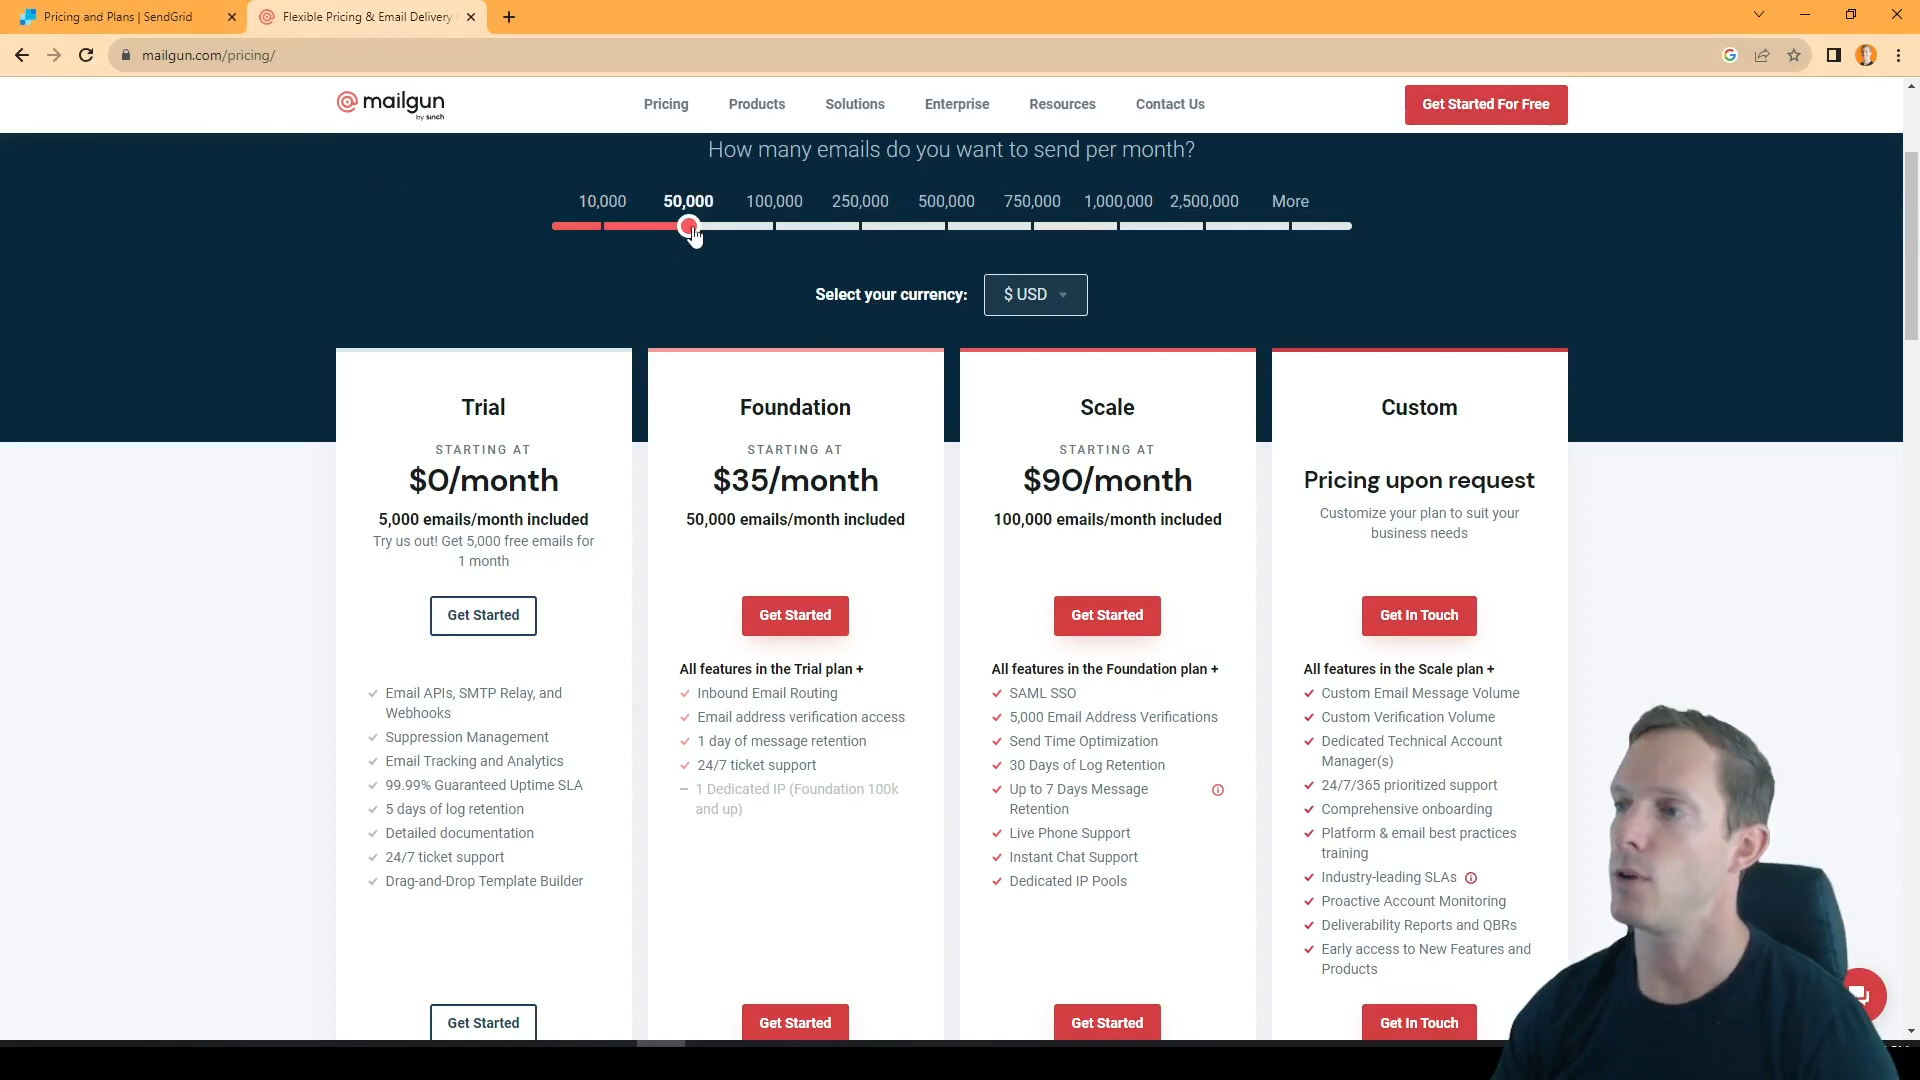 Pricing and Plans | SendGrid
Flexible Pricing & Email Delivery
mailgun.com/pricing/
mailgun
by sinch
Pricing
Products
Solutions
Enterprise
Resources
Contact Us
Get Started For Free
How many emails do you want to send per month?
10,000
50,000
100,000
250,000
500,000
750,000
1,000,000
2,500,000
More
Select your currency:
$ USD
Trial
STARTING AT
$0/month
5,000 emails/month included
Try us out! Get 5,000 free emails for
1 month
Get Started
Email APIs, SMTP Relay, and
Webhooks
Suppression Management
Email Tracking and Analytics
99.99% Guaranteed Uptime SLA
5 days of log retention
Detailed documentation
24/7 ticket support
Drag-and-Drop Template Builder
Get Started
Foundation
STARTING AT
$35/month
50,000 emails/month included
Get Started
All features in the Trial plan +
Inbound Email Routing
Email address verification access
1 day of message retention
24/7 ticket support
1 Dedicated IP (Foundation 100k
and up)
Get Started
Scale
STARTING AT
$90/month
100,000 emails/month included
Get Started
All features in the Foundation plan +
SAML SSO
5,000 Email Address Verifications
Send Time Optimization
30 Days of Log Retention
Up to 7 Days Message
Retention
Live Phone Support
Instant Chat Support
Dedicated IP Pools
Get Started
Custom
Pricing upon request
Customize your plan to suit your
business needs
Get In Touch
All features in the Scale plan +
Custom Email Message Volume
Custom Verification Volume
Dedicated Technical Account
Manager(s)
24/7/365 prioritized support
Comprehensive onboarding
Platform & email best practices
training
Industry-leading SLAs
Proactive Account Monitoring
Deliverability Reports and QBRs
Early access to New Features and
Products
Get In Touch